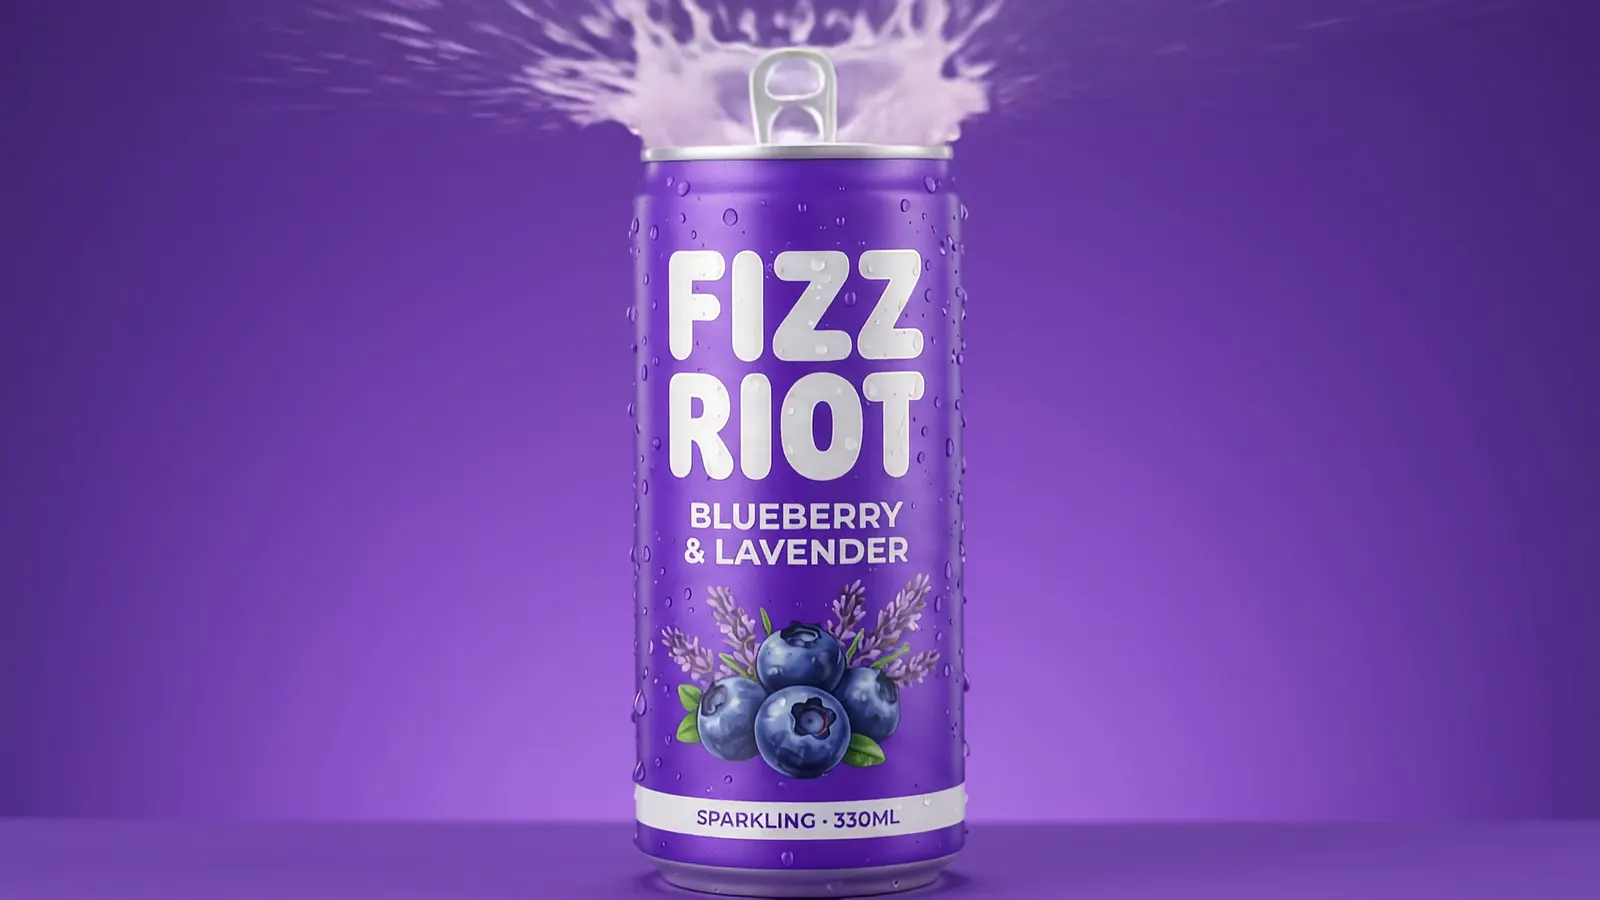 FIZZ
RIOT
BLUEBERRY
& LAVENDER
SPARKLING · 330ML